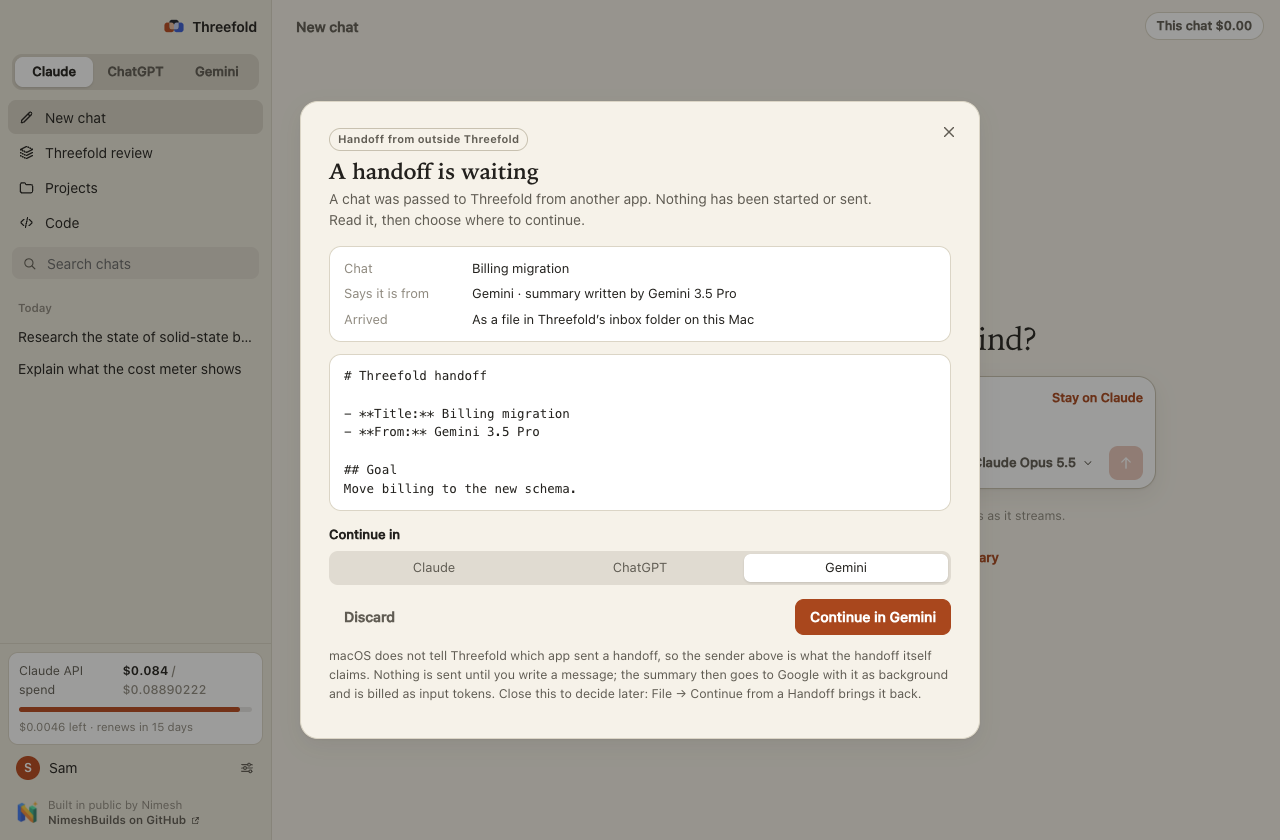 Threefold
New chat
This chat $0.00
Claude
ChatGPT
Gemini
New chat
Threefold review
Projects
Code
Search chats
Today
Research the state of solid-state b...
Explain what the cost meter shows
Claude API spend
$0.084 / $0.08890222
$0.0046 left · renews in 15 days
S
Sam
Built in public by Nimesh
NimeshBuilds on GitHub
Handoff from outside Threefold
A handoff is waiting
A chat was passed to Threefold from another app. Nothing has been started or sent.
Read it, then choose where to continue.
Chat Billing migration
Says it is from Gemini · summary written by Gemini 3.5 Pro
Arrived As a file in Threefold's inbox folder on this Mac
# Threefold handoff
- **Title:** Billing migration
- **From:** Gemini 3.5 Pro
## Goal
Move billing to the new schema.
Continue in
Claude
ChatGPT
Gemini
Discard
Continue in Gemini
macOS does not tell Threefold which app sent a handoff, so the sender above is what the handoff itself
claims. Nothing is sent until you write a message; the summary then goes to Google with it as background
and is billed as input tokens. Close this to decide later: File → Continue from a Handoff brings it back.
ind?
Stay on Claude
Claude Opus 5.5
s as it streams.
ary